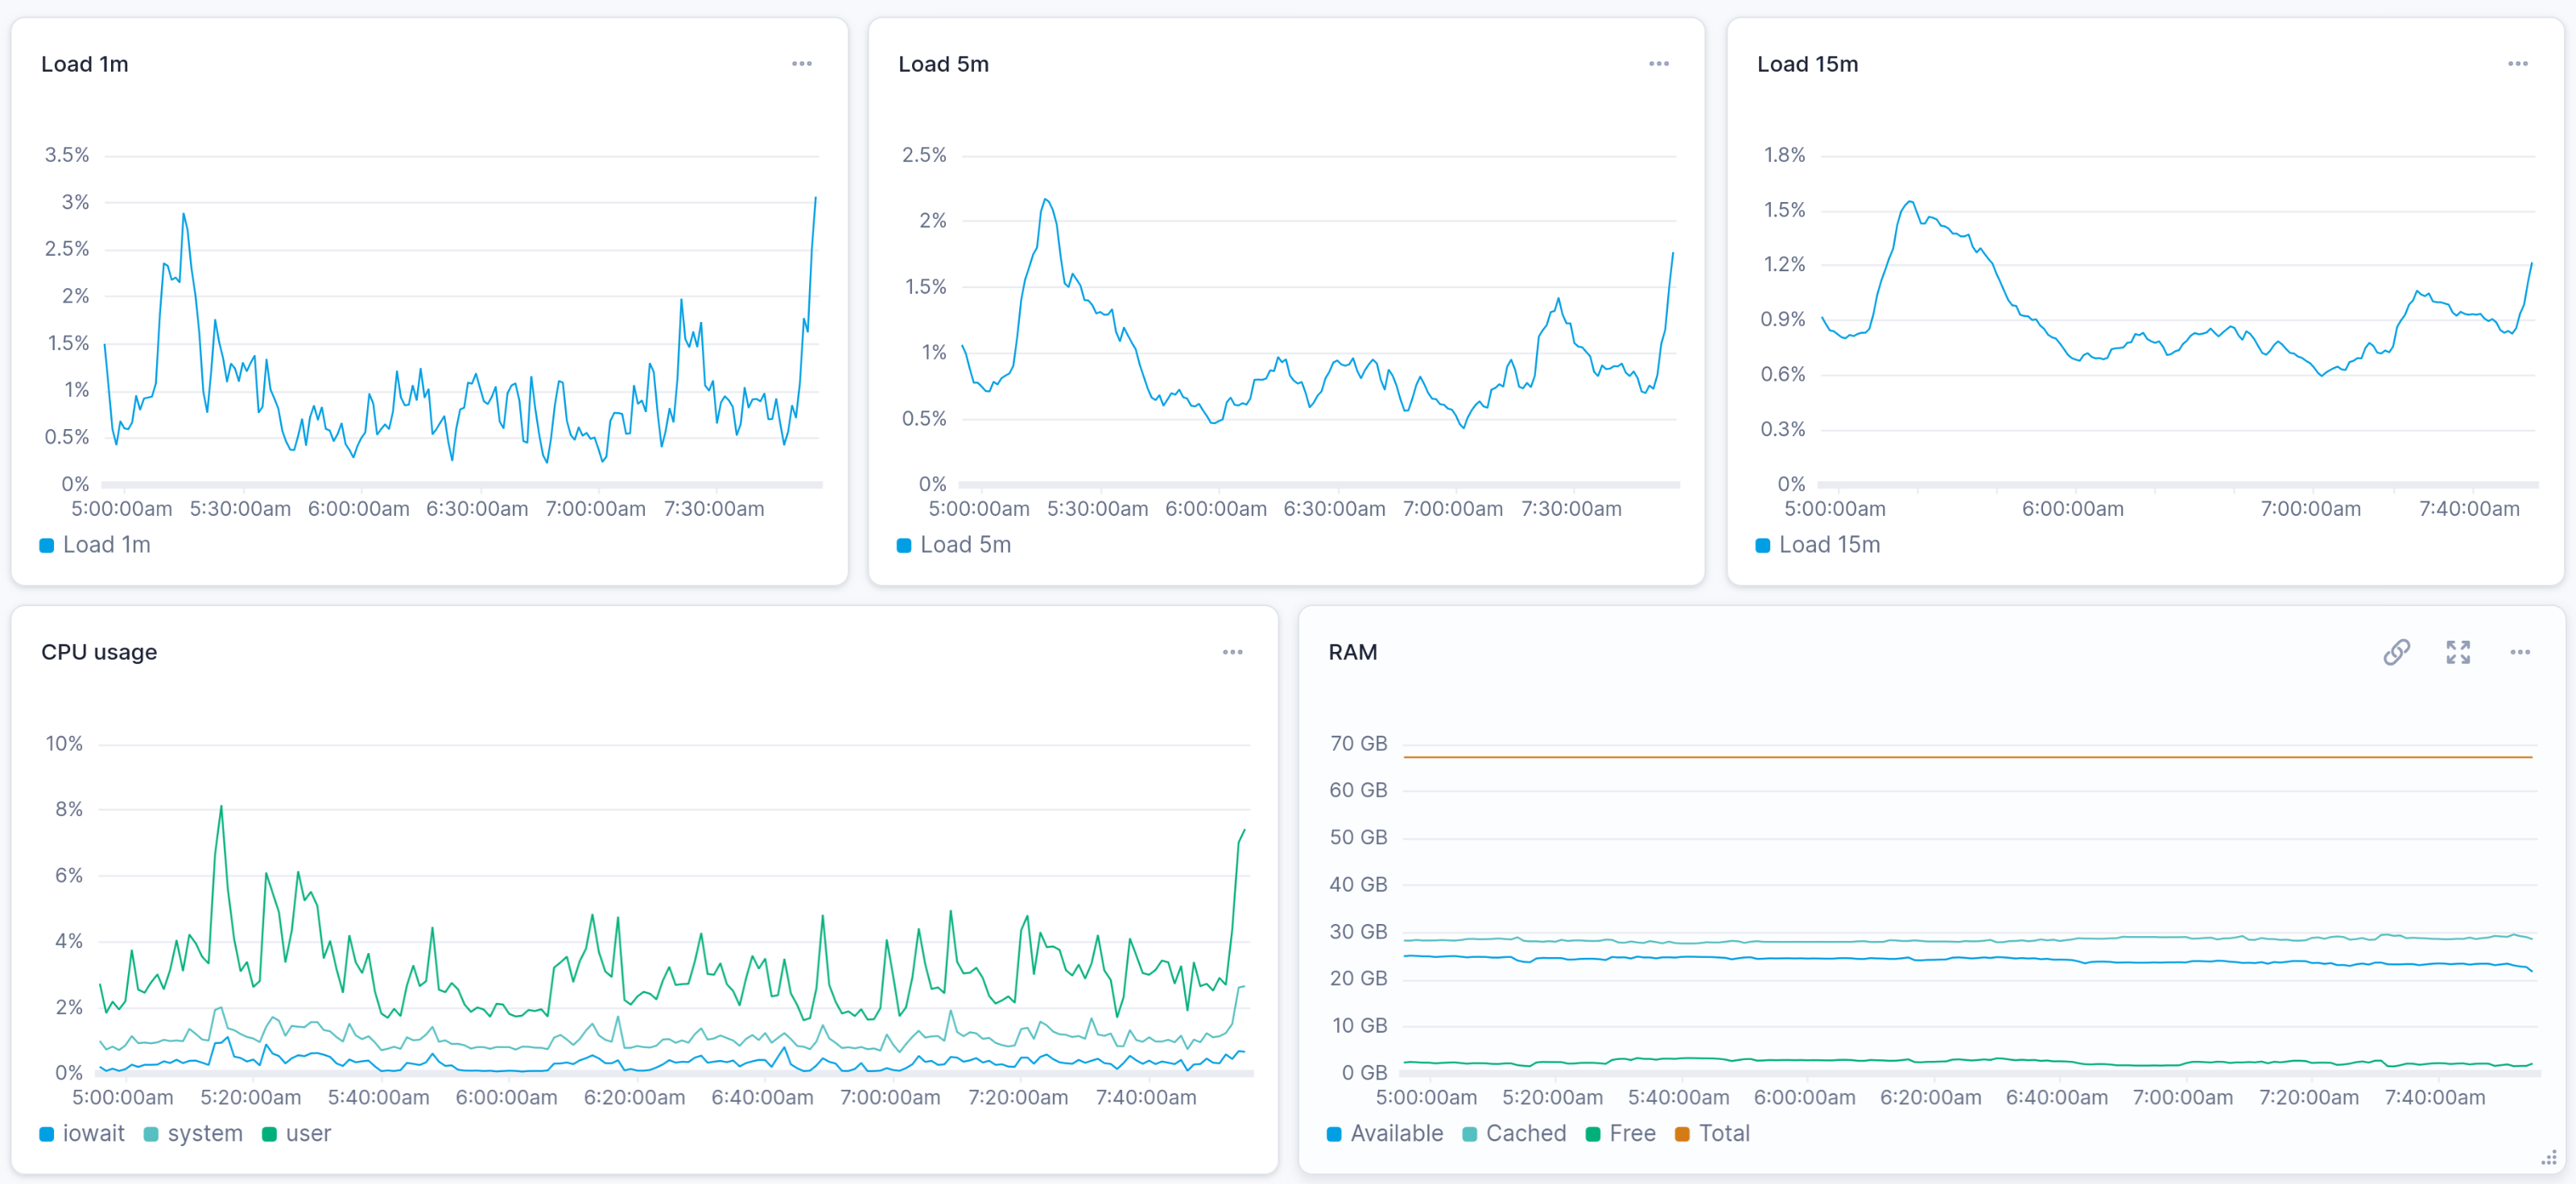 Load 1m
3.5%
3%
2.5%
2%
1.5%
1%
0.5%
0%
5:00:00am 5:30:00am 6:00:00am 6:30:00am 7:00:00am 7:30:00am
Load 1m
Load 5m
2.5%
2%
1.5%
1%
0.5%
0%
5:00:00am 5:30:00am 6:00:00am 6:30:00am 7:00:00am 7:30:00am
Load 5m
Load 15m
1.8%
1.5%
1.2%
0.9%
0.6%
0.3%
0%
5:00:00am 6:00:00am 7:00:00am 7:40:00am
Load 15m
CPU usage
10%
8%
6%
4%
2%
0%
5:00:00am 5:20:00am 5:40:00am 6:00:00am 6:20:00am 6:40:00am 7:00:00am 7:20:00am 7:40:00am
iowait system user
RAM
70 GB
60 GB
50 GB
40 GB
30 GB
20 GB
10 GB
0 GB
5:00:00am 5:20:00am 5:40:00am 6:00:00am 6:20:00am 6:40:00am 7:00:00am 7:20:00am 7:40:00am
Available Cached Free Total